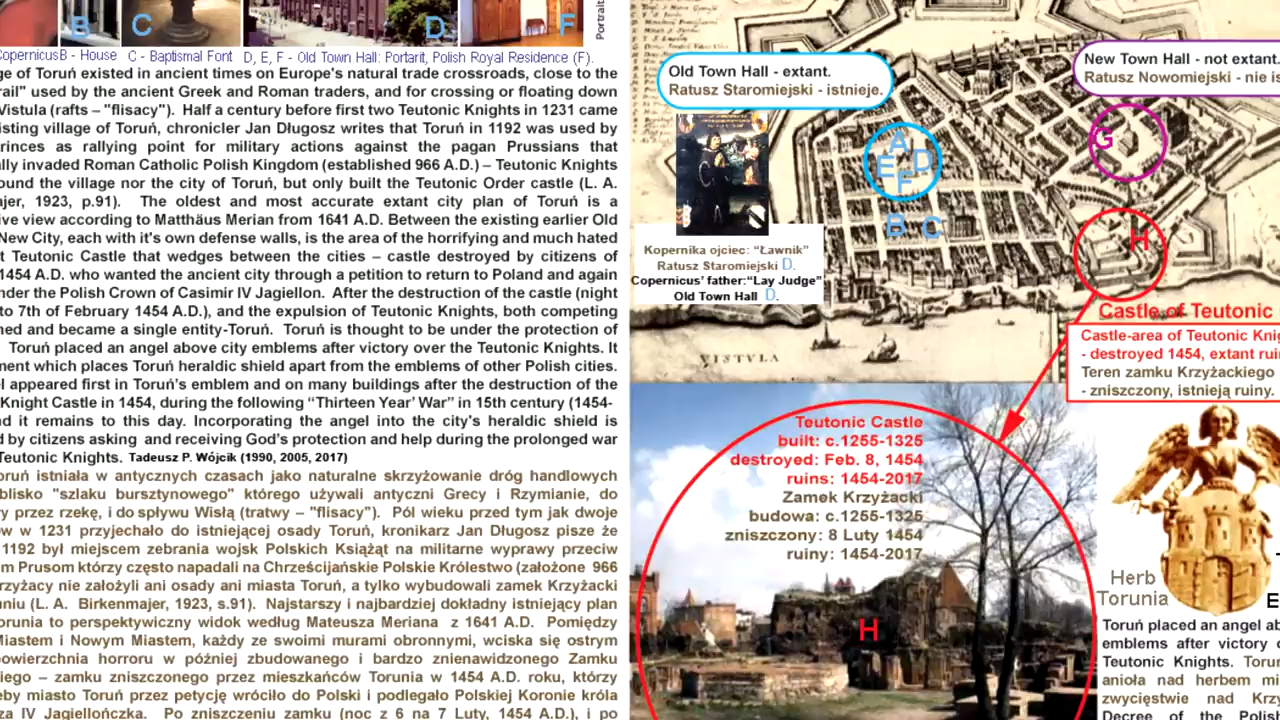 B
C
D
F
Portrait
CopernicusB - House C - Baptismal Font D, E, F - Old Town Hall: Portarit, Polish Royal Residence (F).
ge of Toruń existed in ancient times on Europe's natural trade crossroads, close to the
rail" used by the ancient Greek and Roman traders, and for crossing or floating down
Vistula (rafts – "flisacy"). Half a century before first two Teutonic Knights in 1231 came
isting village of Toruń, chronicler Jan Długosz writes that Toruń in 1192 was used by
rinces as rallying point for military actions against the pagan Prussians that
lly invaded Roman Catholic Polish Kingdom (established 966 A.D.) – Teutonic Knights
ound the village nor the city of Toruń, but only built the Teutonic Order castle (L. A.
ajer, 1923, p.91). The oldest and most accurate extant city plan of Toruń is a
ive view according to Matthäus Merian from 1641 A.D. Between the existing earlier Old
New City, each with it's own defense walls, is the area of the horrifying and much hated
t Teutonic Castle that wedges between the cities – castle destroyed by citizens of
1454 A.D. who wanted the ancient city through a petition to return to Poland and again
nder the Polish Crown of Casimir IV Jagiellon. After the destruction of the castle (night
to 7th of February 1454 A.D.), and the expulsion of Teutonic Knights, both competing
ned and became a single entity-Toruń. Toruń is thought to be under the protection of
Toruń placed an angel above city emblems after victory over the Teutonic Knights. It
ment which places Toruń heraldic shield apart from the emblems of other Polish cities.
el appeared first in Toruń's emblem and on many buildings after the destruction of the
Knight Castle in 1454, during the following "Thirteen Year' War" in 15th century (1454-
nd it remains to this day. Incorporating the angel into the city's heraldic shield is
d by citizens asking and receiving God's protection and help during the prolonged war
Teutonic Knights. Tadeusz P. Wójcik (1990, 2005, 2017)
oruń istniała w antycznych czasach jako naturalne skrzyżowanie dróg handlowych
blisko "szlaku bursztynowego" którego używali antyczni Grecy i Rzymianie, do
y przez rzekę, i do spływu Wisłą (tratwy – "flisacy"). Pól wieku przed tym jak dwoje
ów w 1231 przyjechało do istniejącej osady Toruń, kronikarz Jan Długosz pisze że
1192 był miejscem zebrania wojsk Polskich Książąt na militarne wyprawy przeciw
m Prusom którzy często napadali na Chrześcijańskie Polskie Królestwo (założone 966
rzyżacy nie założyli ani osady ani miasta Toruń, a tylko wybudowali zamek Krzyżacki
niu (L. A. Birkenmajer, 1923, s.91). Najstarszy i najbardziej dokładny istniejący plan
orunia to perspektywiczny widok według Mateusza Meriana z 1641 A.D. Pomiędzy
Miastem i Nowym Miastem, każdy ze swoimi murami obronnymi, wciska się ostrym
powierzchnia horroru w później zbudowanego i bardzo znienawidzonego Zamku
kiego – zamku zniszczonego przez mieszkańców Torunia w 1454 A.D. roku, którzy
eby miasto Toruń przez petycję wróciło do Polski i podlegało Polskiej Koronie króla
za IV Jagiellończka. Po zniszczeniu zamku (noc z 6 na 7 Luty, 1454 A.D.), i po
Old Town Hall - extant.
Ratusz Staromiejski - istnieje.
New Town Hall - not extant.
Ratusz Nowomiejski - nie is
A
E D
F
B C
G
H
Kopernika ojciec: "Ławnik"
Ratusz Staromiejski D.
Copernicus' father:"Lay Judge"
Old Town Hall D.
VISTVLA
Castle of Teutonic
Castle-area of Teutonic Knig
- destroyed 1454, extant ruin
Teren zamku Krzyżackiego
- zniszczony, istnieją ruiny.
Teutonic Castle
built: c.1255-1325
destroyed: Feb. 8, 1454
ruins: 1454-2017
Zamek Krzyżacki
budowa: c.1255-1325
zniszczony: 8 Luty 1454
ruiny: 1454-2017
H
Herb
Torunia
E
Toruń placed an angel ab
emblems after victory o
Teutonic Knights. Toruń
anioła nad herbem mi
zwycięstwie nad Krzy
Decree of the Polis